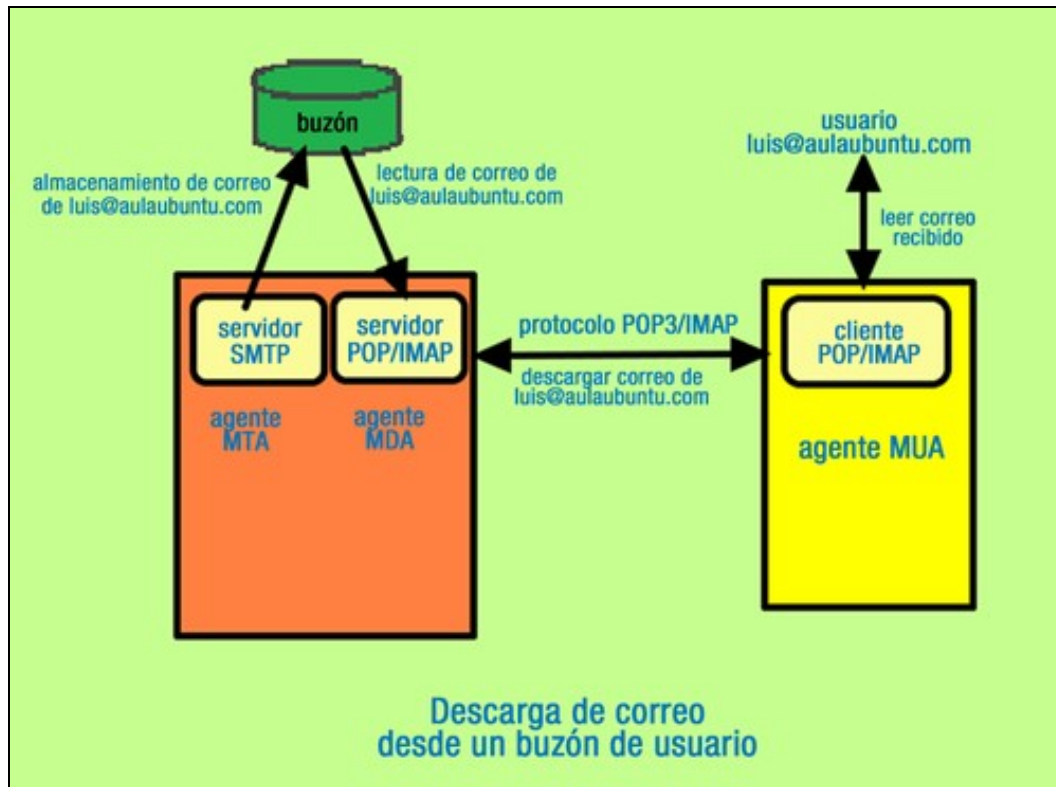 buzón
almacenamiento de correo
de luis@aulaubuntu.com
lectura de correo de
luis@aulaubuntu.com
usuario
luis@aulaubuntu.com
leer correo
recibido
servidor
SMTP
servidor
POP/IMAP
agente
MTA
agente
MDA
protocolo POP3/IMAP
descargar correo de
luis@aulaubuntu.com
cliente
POP/IMAP
agente MUA
Descarga de correo
desde un buzón de usuario